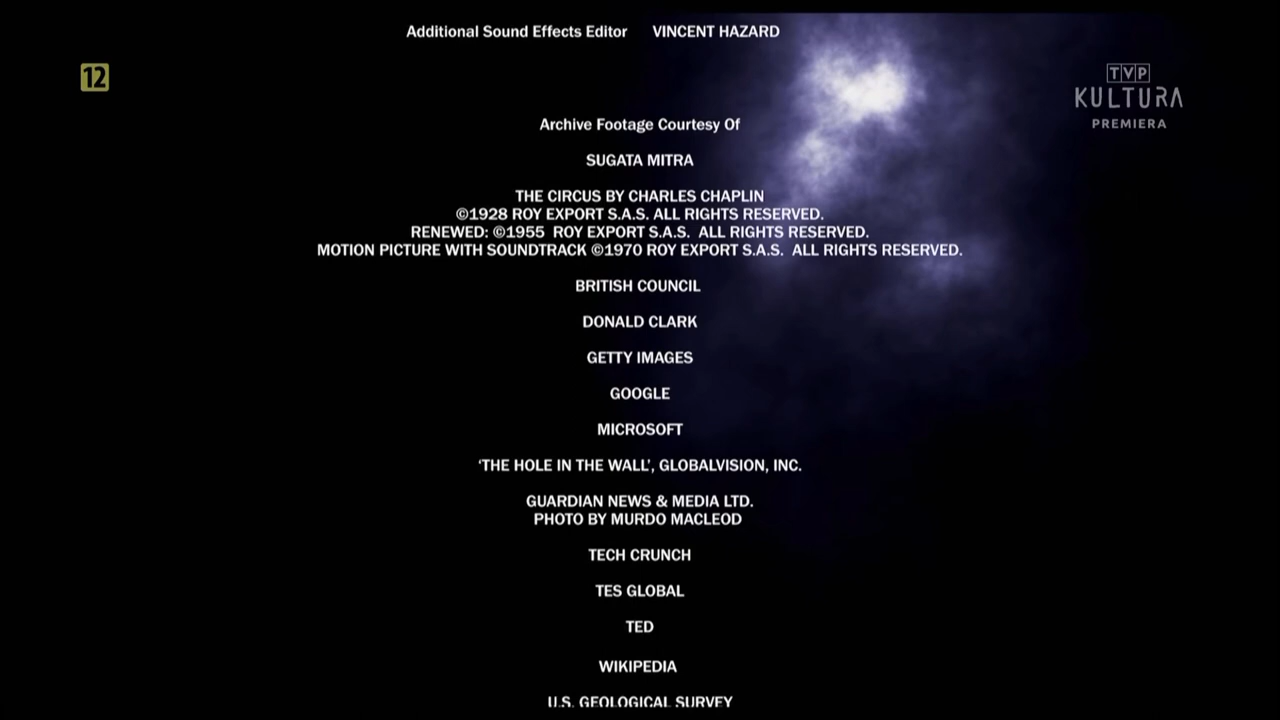 Additional Sound Effects Editor VINCENT HAZARD
12
TVP
KULTURA
PREMIERA
Archive Footage Courtesy Of
SUGATA MITRA
THE CIRCUS BY CHARLES CHAPLIN
©1928 ROY EXPORT S.A.S. ALL RIGHTS RESERVED.
RENEWED: ©1955 ROY EXPORT S.A.S. ALL RIGHTS RESERVED.
MOTION PICTURE WITH SOUNDTRACK ©1970 ROY EXPORT S.A.S. ALL RIGHTS RESERVED.
BRITISH COUNCIL
DONALD CLARK
GETTY IMAGES
GOOGLE
MICROSOFT
‘THE HOLE IN THE WALL’, GLOBALVISION, INC.
GUARDIAN NEWS & MEDIA LTD.
PHOTO BY MURDO MACLEOD
TECH CRUNCH
TES GLOBAL
TED
WIKIPEDIA
U.S. GEOLOGICAL SURVEY